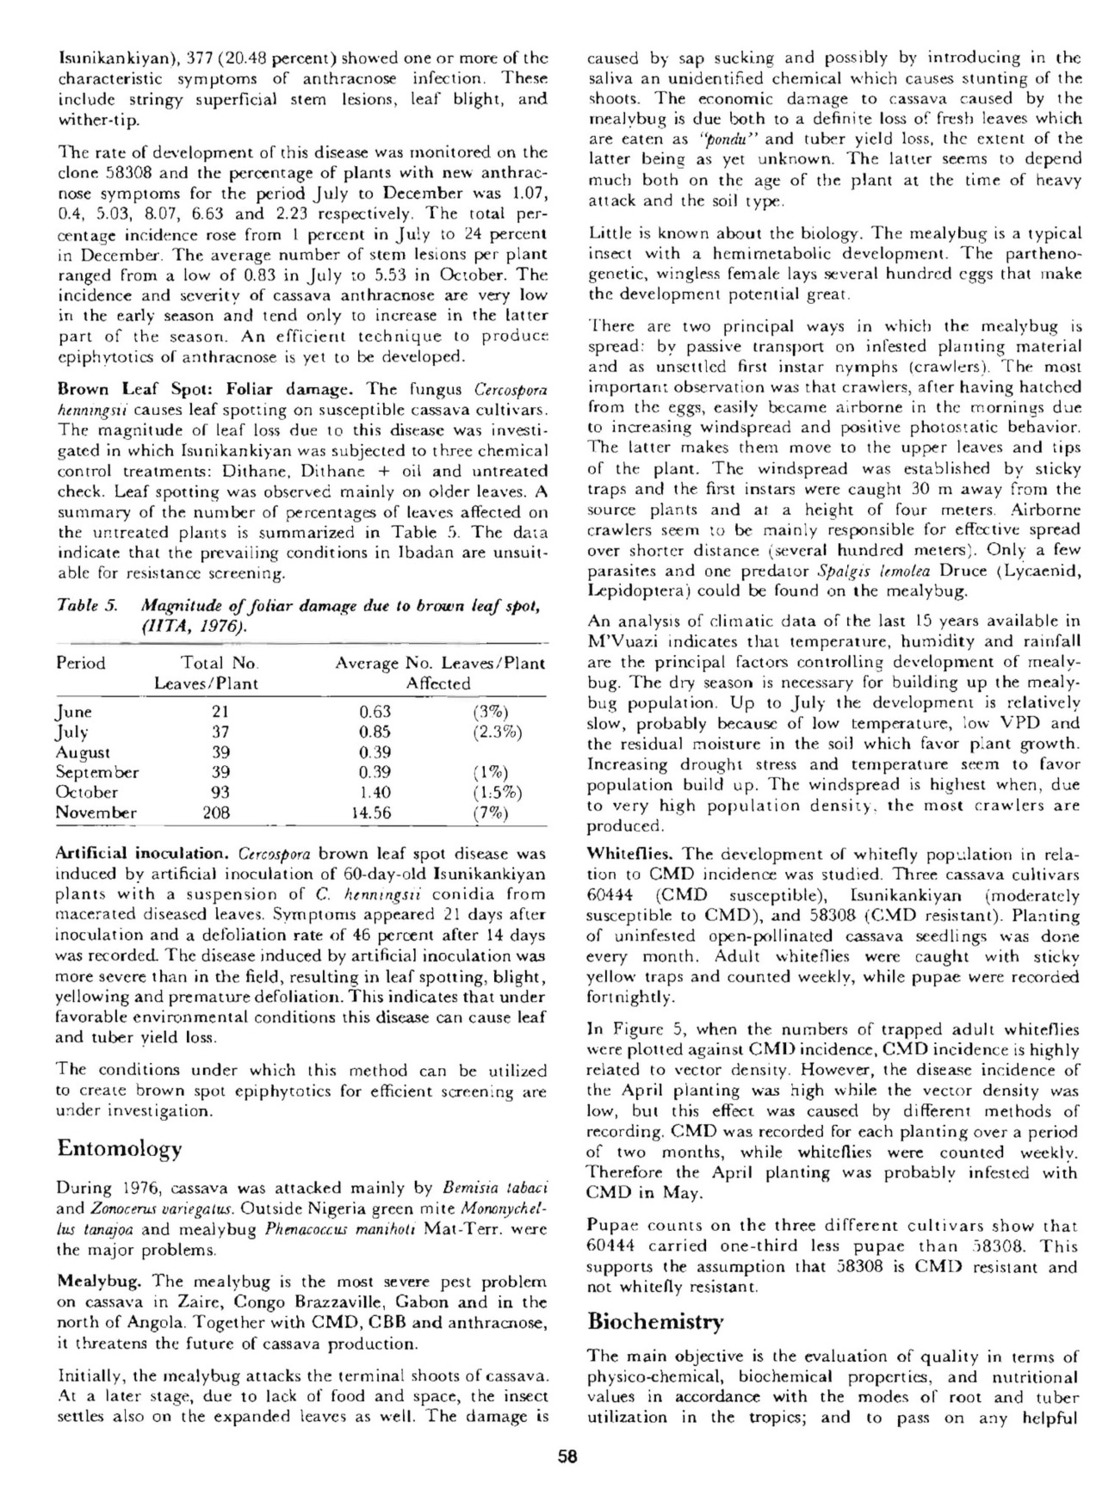 Isunikankiyan), 377 (20.48 percent) showed one or more of the
characteristic symptoms of anthracnose infection. These
include stringy superficial stem lesions, leaf blight, and
wither-tip.
The rate of development of this disease was monitored on the
clone 58308 and the percentage of plants with new anthrac-
nose symptoms for the period July to December was 1.07,
0.4, 5.03, 8.07, 6.63 and 2.23 respectively. The total per-
centage incidence rose from 1 percent in July to 24 percent
in December. The average number of stem lesions per plant
ranged from a low of 0.83 in July to 5.53 in October. The
incidence and severity of cassava anthracnose are very low
in the early season and tend only to increase in the latter
part of the season. An efficient technique to produce
epiphytotics of anthracnose is yet to be developed.
Brown Leaf Spot: Foliar damage. The fungus Cercospora
henningsii causes leaf spotting on susceptible cassava cultivars.
The magnitude of leaf loss due to this disease was investi-
gated in which Isunikankiyan was subjected to three chemical
control treatments: Dithane, Dithane + oil and untreated
check. Leaf spotting was observed mainly on older leaves. A
summary of the number of percentages of leaves affected on
the untreated plants is summarized in Table 5. The data
indicate that the prevailing conditions in Ibadan are unsuit-
able for resistance screening.
Table 5. Magnitude of foliar damage due to brown leaf spot,
(IITA, 1976).
Period Total No. Average No. Leaves/Plant
Leaves/Plant Affected
June 21 0.63 (3%)
July 37 0.85 (2.3%)
August 39 0.39
September 39 0.39 (1%)
October 93 1.40 (1.5%)
November 208 14.56 (7%)
Artificial inoculation. Cercospora brown leaf spot disease was
induced by artificial inoculation of 60-day-old Isunikankiyan
plants with a suspension of C. henningsii conidia from
macerated diseased leaves. Symptoms appeared 21 days after
inoculation and a defoliation rate of 46 percent after 14 days
was recorded. The disease induced by artificial inoculation was
more severe than in the field, resulting in leaf spotting, blight,
yellowing and premature defoliation. This indicates that under
favorable environmental conditions this disease can cause leaf
and tuber yield loss.
The conditions under which this method can be utilized
to create brown spot epiphytotics for efficient screening are
under investigation.
Entomology
During 1976, cassava was attacked mainly by Bemisia tabaci
and Zonocerus variegatus. Outside Nigeria green mite Mononychel-
lus tanajoa and mealybug Phenacoccus manihoti Mat-Terr. were
the major problems.
Mealybug. The mealybug is the most severe pest problem
on cassava in Zaire, Congo Brazzaville, Gabon and in the
north of Angola. Together with CMD, CBB and anthracnose,
it threatens the future of cassava production.
Initially, the mealybug attacks the terminal shoots of cassava.
At a later stage, due to lack of food and space, the insect
settles also on the expanded leaves as well. The damage is
caused by sap sucking and possibly by introducing in the
saliva an unidentified chemical which causes stunting of the
shoots. The economic damage to cassava caused by the
mealybug is due both to a definite loss of fresh leaves which
are eaten as "pondu" and tuber yield loss, the extent of the
latter being as yet unknown. The latter seems to depend
much both on the age of the plant at the time of heavy
attack and the soil type.
Little is known about the biology. The mealybug is a typical
insect with a hemimetabolic development. The partheno-
genetic, wingless female lays several hundred eggs that make
the development potential great.
There are two principal ways in which the mealybug is
spread: by passive transport on infested planting material
and as unsettled first instar nymphs (crawlers). The most
important observation was that crawlers, after having hatched
from the eggs, easily became airborne in the mornings due
to increasing windspread and positive photostatic behavior.
The latter makes them move to the upper leaves and tips
of the plant. The windspread was established by sticky
traps and the first instars were caught 30 m away from the
source plants and at a height of four meters. Airborne
crawlers seem to be mainly responsible for effective spread
over shorter distance (several hundred meters). Only a few
parasites and one predator Spalgis lemolea Druce (Lycaenid,
Lepidoptera) could be found on the mealybug.
An analysis of climatic data of the last 15 years available in
M'Vuazi indicates that temperature, humidity and rainfall
are the principal factors controlling development of mealy-
bug. The dry season is necessary for building up the mealy-
bug population. Up to July the development is relatively
slow, probably because of low temperature, low VPD and
the residual moisture in the soil which favor plant growth.
Increasing drought stress and temperature seem to favor
population build up. The windspread is highest when, due
to very high population density, the most crawlers are
produced.
Whiteflies. The development of whitefly population in rela-
tion to CMD incidence was studied. Three cassava cultivars
60444 (CMD susceptible), Isunikankiyan (moderately
susceptible to CMD), and 58308 (CMD resistant). Planting
of uninfested open-pollinated cassava seedlings was done
every month. Adult whiteflies were caught with sticky
yellow traps and counted weekly, while pupae were recorded
fortnightly.
In Figure 5, when the numbers of trapped adult whiteflies
were plotted against CMD incidence, CMD incidence is highly
related to vector density. However, the disease incidence of
the April planting was high while the vector density was
low, but this effect was caused by different methods of
recording. CMD was recorded for each planting over a period
of two months, while whiteflies were counted weekly.
Therefore the April planting was probably infested with
CMD in May.
Pupae counts on the three different cultivars show that
60444 carried one-third less pupae than 58308. This
supports the assumption that 58308 is CMD resistant and
not whitefly resistant.
Biochemistry
The main objective is the evaluation of quality in terms of
physico-chemical, biochemical properties, and nutritional
values in accordance with the modes of root and tuber
utilization in the tropics; and to pass on any helpful
58